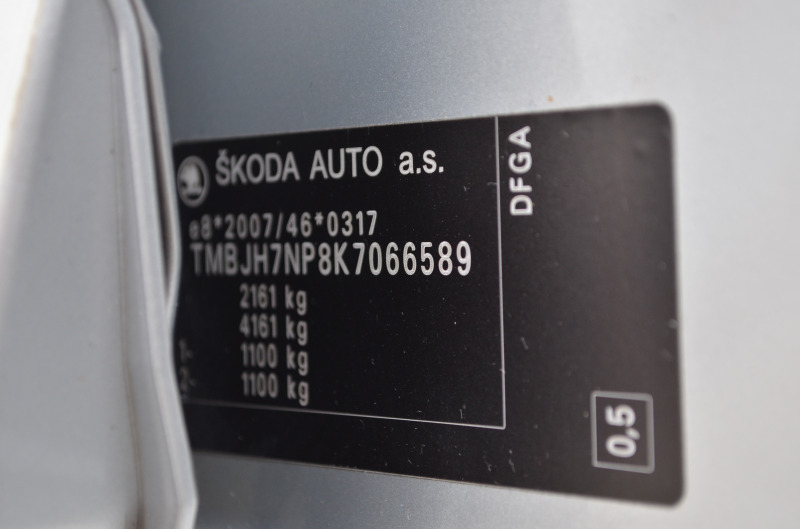 ŠKODA AUTO a.s.
e8*2007/46*0317
TMBJH7NP8K7066589
2161 kg
4161 kg
1- 1100 kg
2- 1100 kg
DFGA
0,5